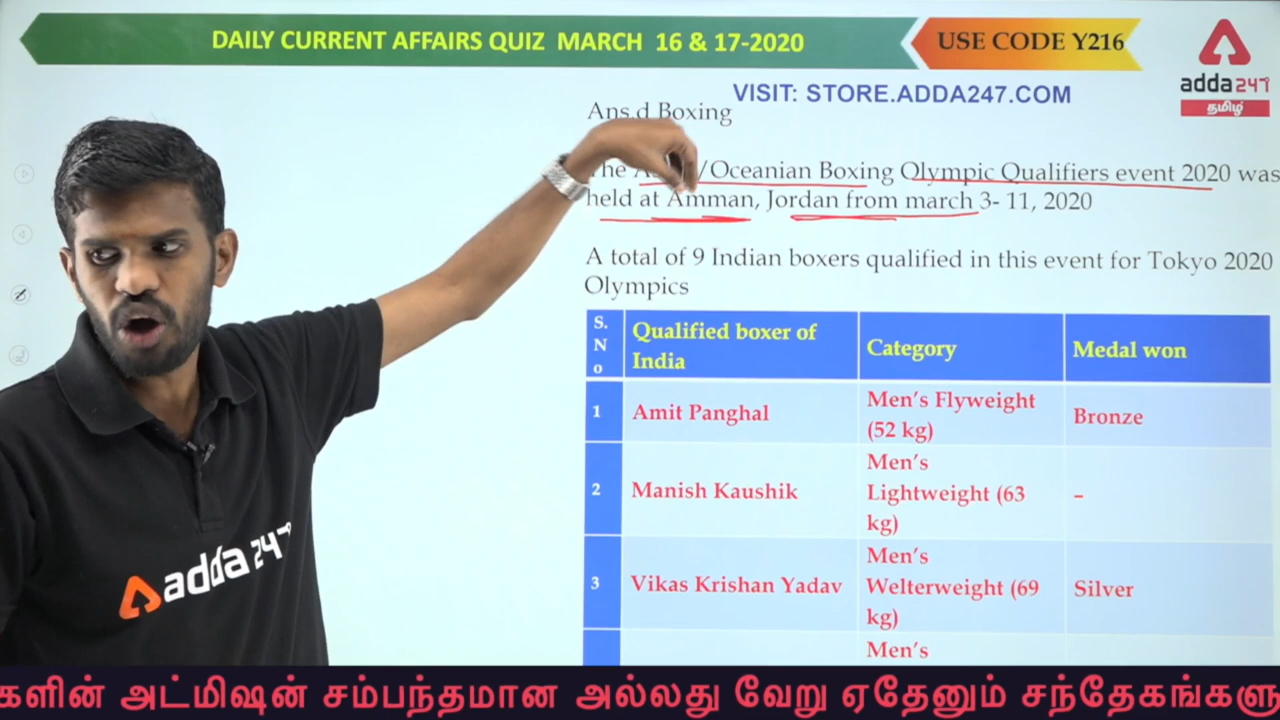 DAILY CURRENT AFFAIRS QUIZ MARCH 16 & 17-2020
USE CODE Y216
adda247
தமிழ்
VISIT: STORE.ADDA247.COM
Ans.d Boxing
The /Oceanian Boxing Olympic Qualifiers event 2020 was
held at Amman, Jordan from march 3- 11, 2020
A total of 9 Indian boxers qualified in this event for Tokyo 2020
Olympics
S.No Qualified boxer of India Category Medal won
1 Amit Panghal Men's Flyweight (52 kg) Bronze
2 Manish Kaushik Men's Lightweight (63 kg) –
3 Vikas Krishan Yadav Men's Welterweight (69 kg) Silver
Men's
adda247
களின் அட்மிஷன் சம்பந்தமான அல்லது வேறு ஏதேனும் சந்தேகங்களு